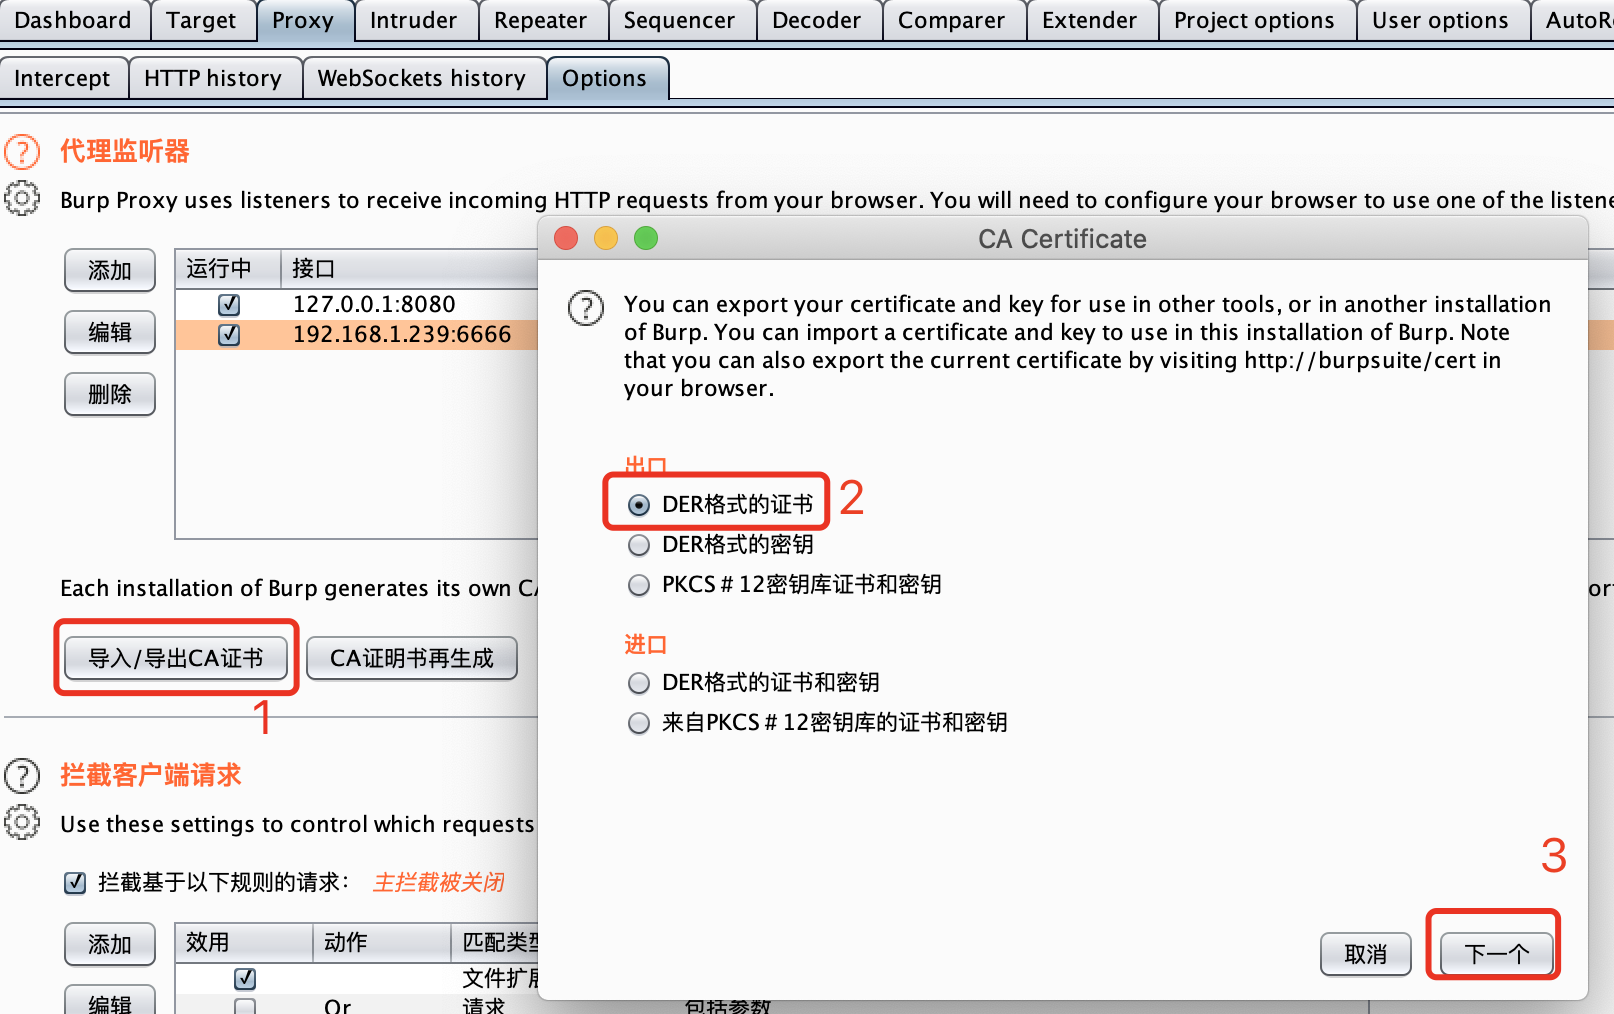 Dashboard Target Proxy Intruder Repeater Sequencer Decoder Comparer Extender Project options User options AutoR
Intercept HTTP history WebSockets history Options
代理监听器
Burp Proxy uses listeners to receive incoming HTTP requests from your browser. You will need to configure your browser to use one of the listene
添加
编辑
删除
运行中 接口
127.0.0.1:8080
192.168.1.239:6666
Each installation of Burp generates its own CA
导入/导出CA证书 CA证明书再生成
1
拦截客户端请求
Use these settings to control which requests
拦截基于以下规则的请求： 主拦截被关闭
添加
编辑
效用 动作 匹配类型
文件扩展
Or 请求 包括参数
CA Certificate
You can export your certificate and key for use in other tools, or in another installation
of Burp. You can import a certificate and key to use in this installation of Burp. Note
that you can also export the current certificate by visiting http://burpsuite/cert in
your browser.
出口
DER格式的证书 2
DER格式的密钥
PKCS＃12密钥库证书和密钥
进口
DER格式的证书和密钥
来自PKCS＃12密钥库的证书和密钥
3
取消 下一个